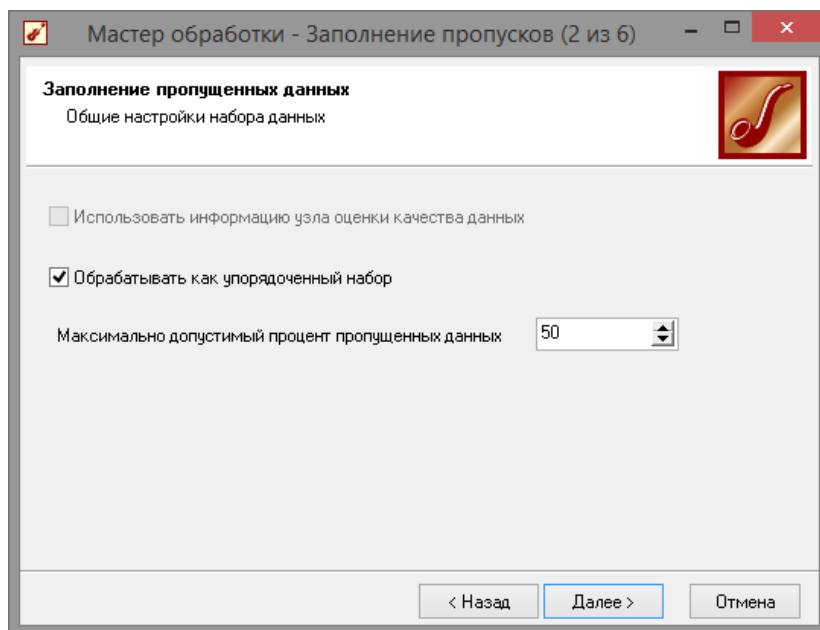 Мастер обработки - Заполнение пропусков (2 из 6)
Заполнение пропущенных данных
Общие настройки набора данных
Использовать информацию узла оценки качества данных
Обрабатывать как упорядоченный набор
Максимально допустимый процент пропущенных данных 50
< Назад Далее > Отмена